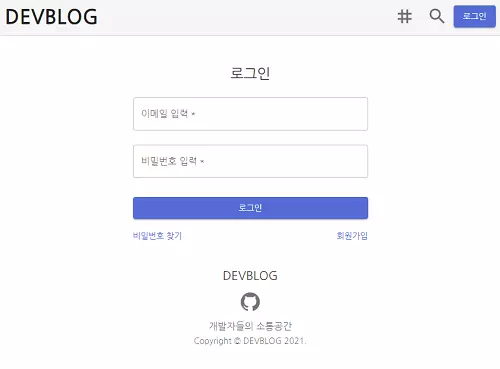 DEVBLOG
로그인
로그인
이메일 입력 *
비밀번호 입력 *
로그인
비밀번호 찾기 회원가입
DEVBLOG
개발자들의 소통공간
Copyright © DEVBLOG 2021.